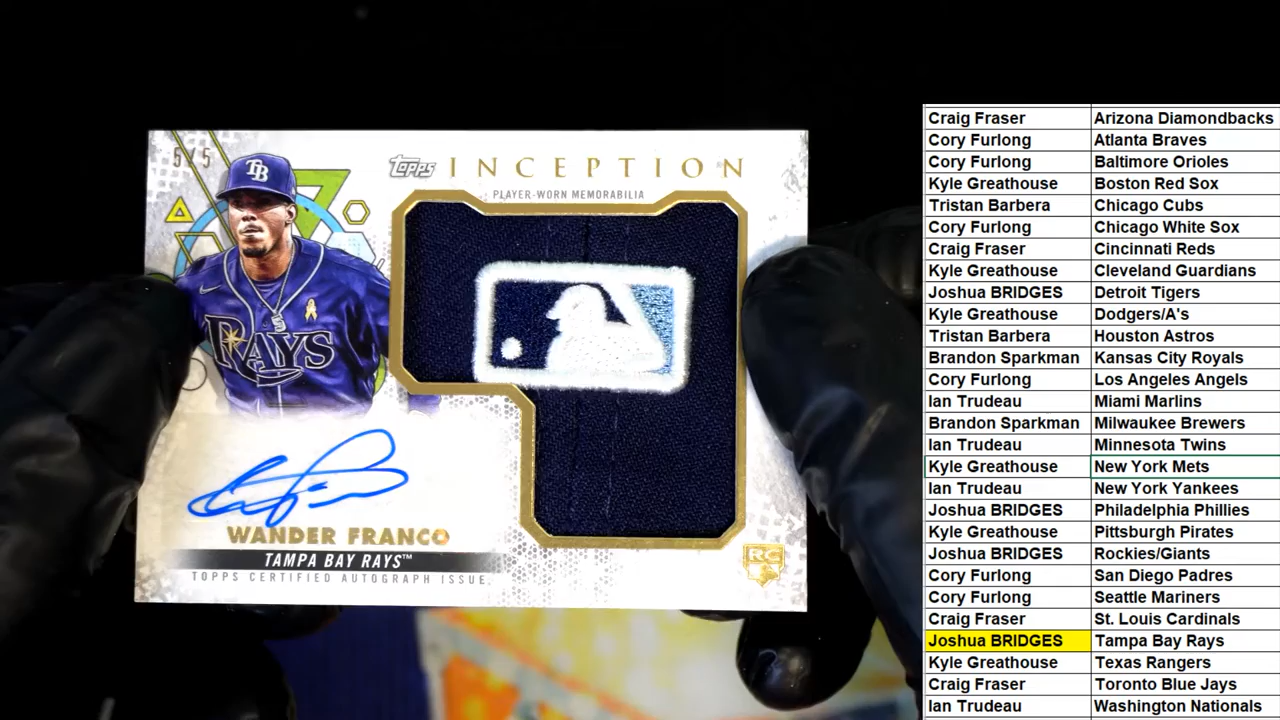 5/5
TB
Topps INCEPTION
PLAYER-WORN MEMORABILIA
RAYS
WANDER FRANCO
TAMPA BAY RAYS™
TOPPS CERTIFIED AUTOGRAPH ISSUE
RC
Craig Fraser Arizona Diamondbacks
Cory Furlong Atlanta Braves
Cory Furlong Baltimore Orioles
Kyle Greathouse Boston Red Sox
Tristan Barbera Chicago Cubs
Cory Furlong Chicago White Sox
Craig Fraser Cincinnati Reds
Kyle Greathouse Cleveland Guardians
Joshua BRIDGES Detroit Tigers
Kyle Greathouse Dodgers/A's
Tristan Barbera Houston Astros
Brandon Sparkman Kansas City Royals
Cory Furlong Los Angeles Angels
Ian Trudeau Miami Marlins
Brandon Sparkman Milwaukee Brewers
Ian Trudeau Minnesota Twins
Kyle Greathouse New York Mets
Ian Trudeau New York Yankees
Joshua BRIDGES Philadelphia Phillies
Kyle Greathouse Pittsburgh Pirates
Joshua BRIDGES Rockies/Giants
Cory Furlong San Diego Padres
Cory Furlong Seattle Mariners
Craig Fraser St. Louis Cardinals
Joshua BRIDGES Tampa Bay Rays
Kyle Greathouse Texas Rangers
Craig Fraser Toronto Blue Jays
Ian Trudeau Washington Nationals